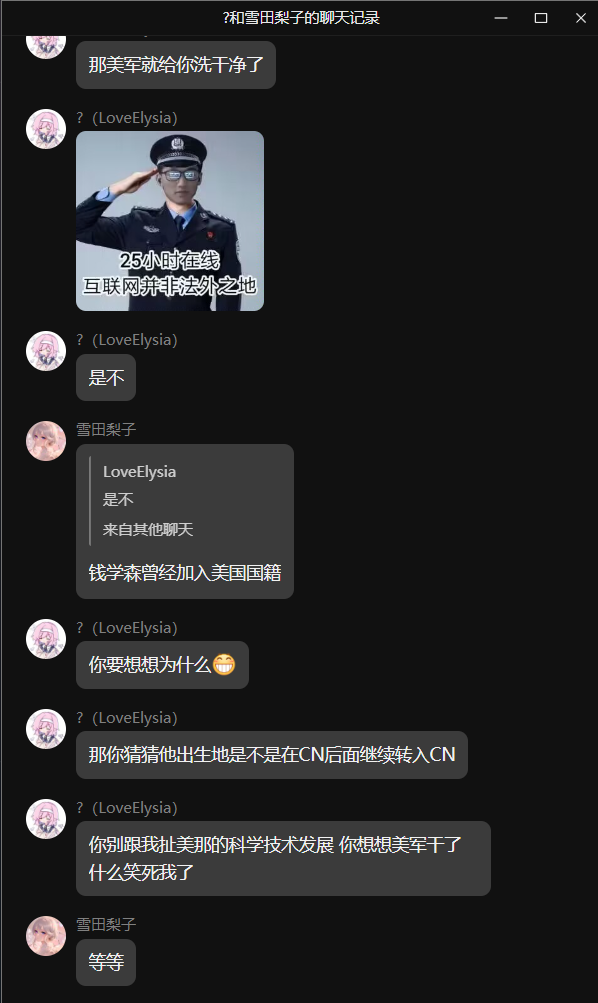 ?和雪田梨子的聊天记录
那美军就给你洗干净了
?（LoveElysia）
25小时在线
互联网并非法外之地
?（LoveElysia）
是不
雪田梨子
LoveElysia
是不
来自其他聊天
钱学森曾经加入美国国籍
?（LoveElysia）
你要想想为什么😁
?（LoveElysia）
那你猜猜他出生地是不是在CN后面继续转入CN
?（LoveElysia）
你别跟我扯美那的科学技术发展 你想想美军干了
什么笑死我了
雪田梨子
等等